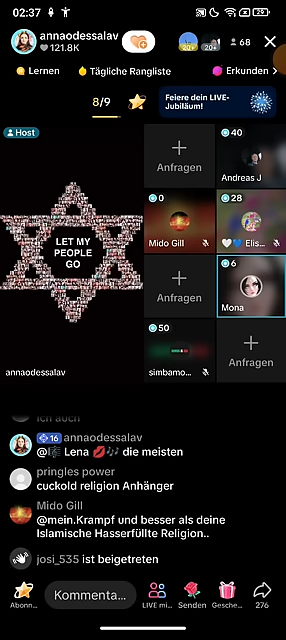 02:37
29
annaodessalav
121.8K
20+
20+
68
Lernen
Tägliche Rangliste
Erkunden
8/9
Feiere dein LIVE-
Jubiläum!
Host
LET MY
PEOPLE
GO
annaodessalav
Anfragen
40
Andreas J
0
Mido Gill
28
Elis...
Anfragen
6
Mona
50
simbamo...
Anfragen
ich auch
16 annaodessalav
@ Lena die meisten
pringles power
cuckold religion Anhänger
Mido Gill
@mein.Krampf und besser als deine
Islamische Hasserfüllte Religion..
josi_535 ist beigetreten
Abonn...
Kommenta...
LIVE mi...
Senden
Gesche...
276